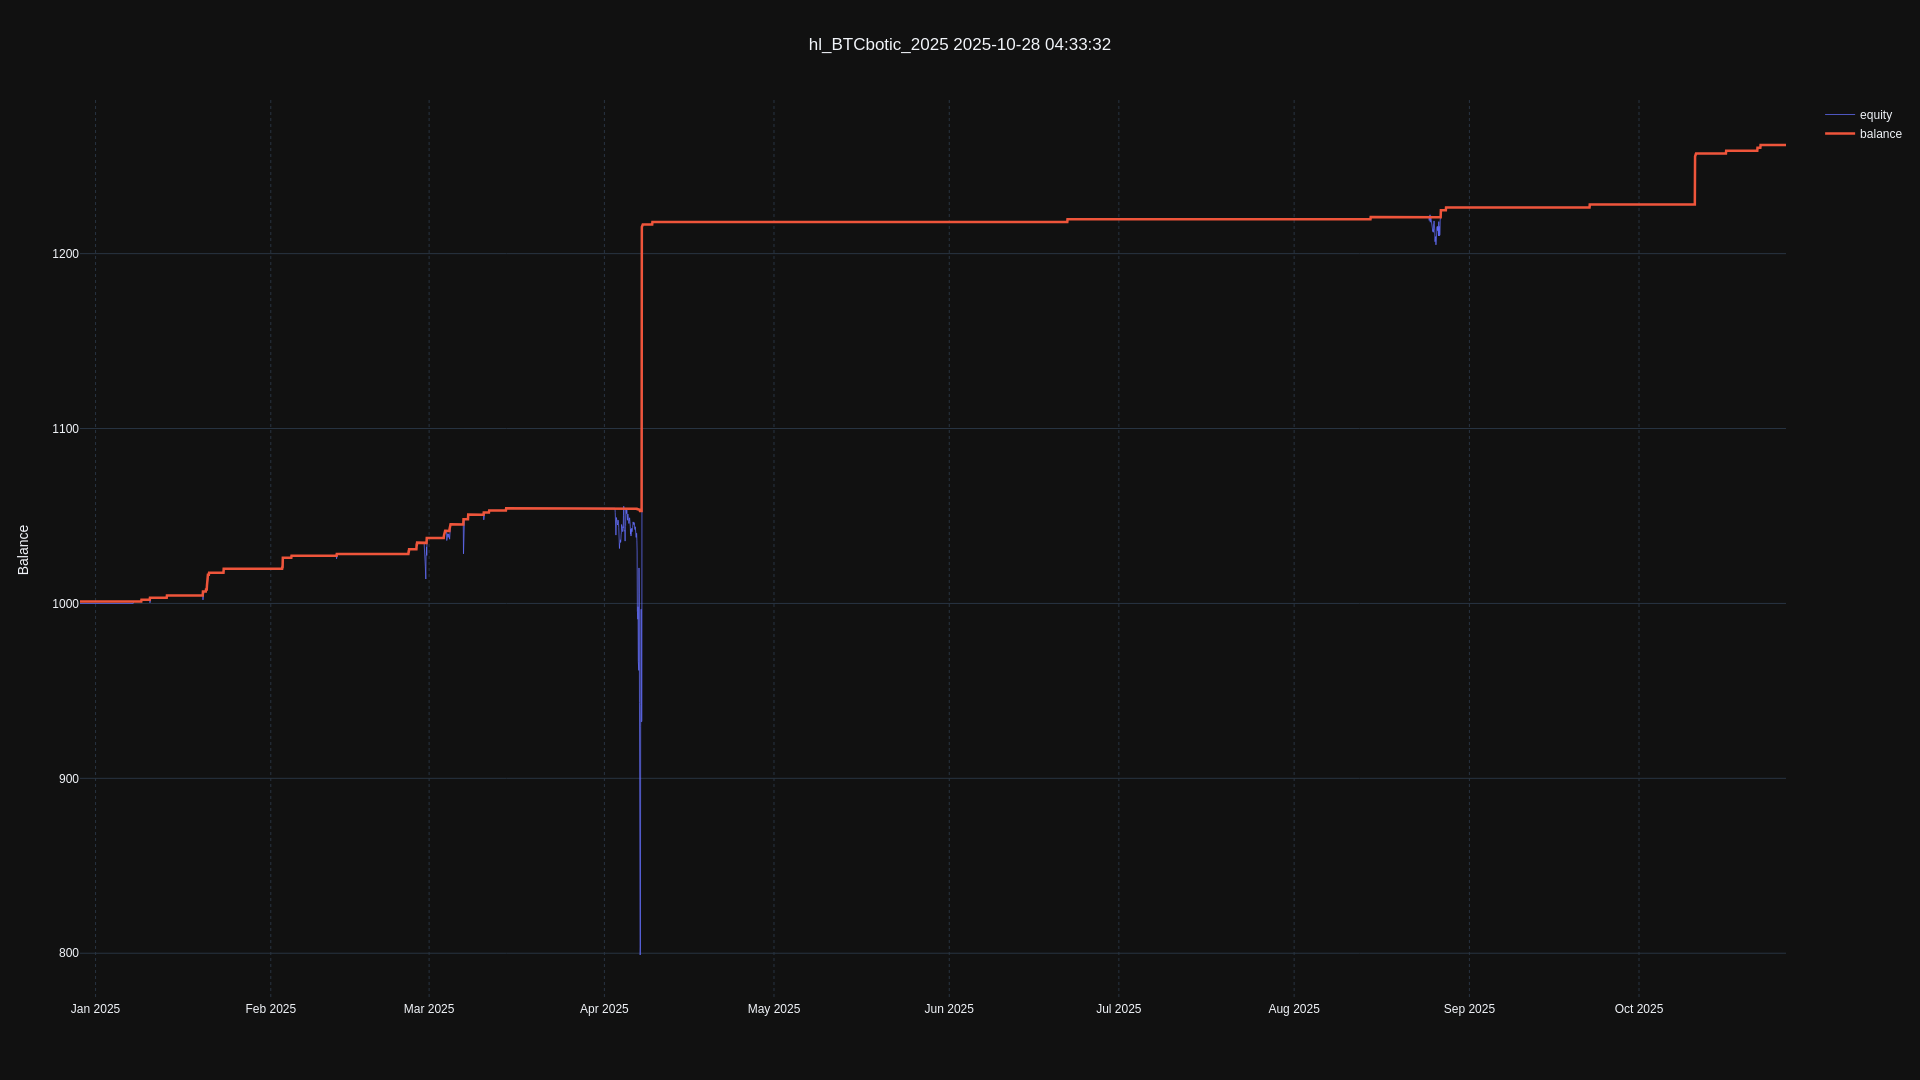 hl_BTCbotic_2025 2025-10-28 04:33:32
equity
balance
Balance
1200
1100
1000
900
800
Jan 2025
Feb 2025
Mar 2025
Apr 2025
May 2025
Jun 2025
Jul 2025
Aug 2025
Sep 2025
Oct 2025